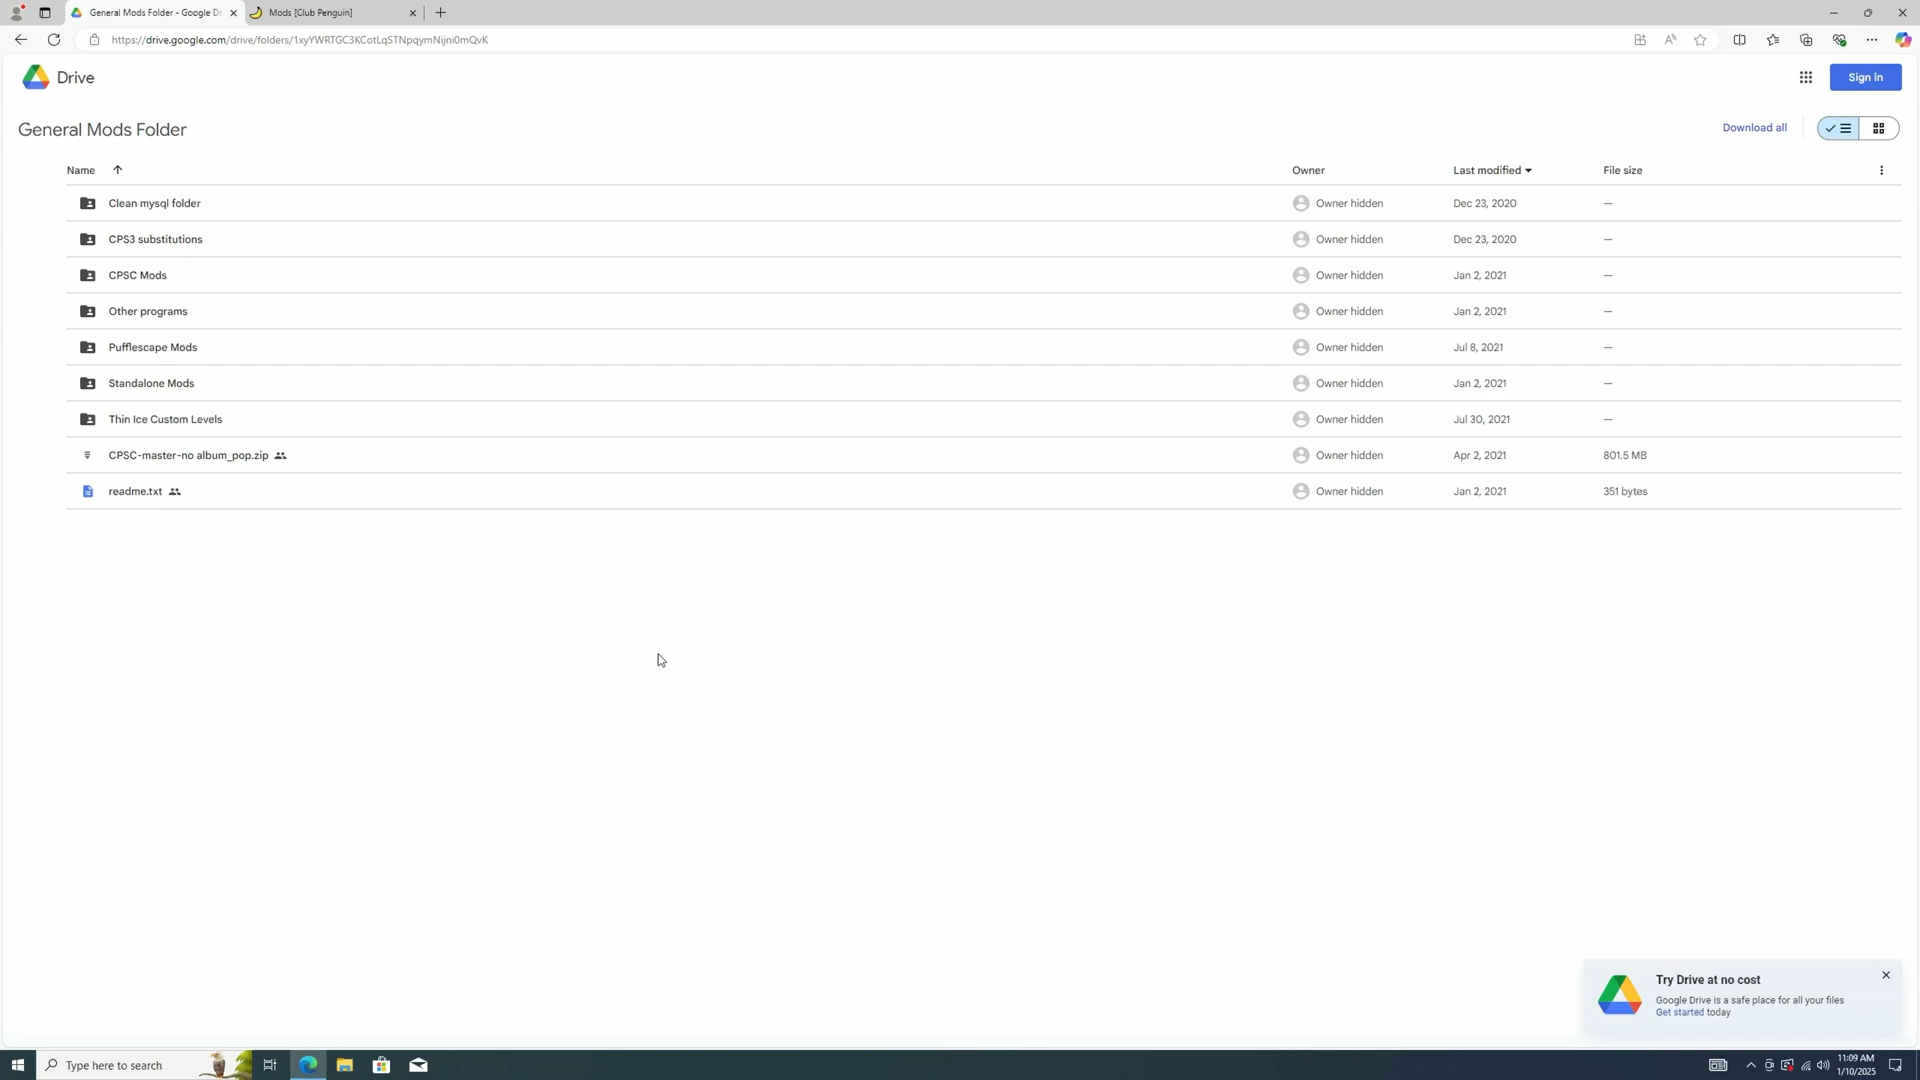 General Mods Folder - Google Dr
Mods [Club Penguin]
https://drive.google.com/drive/folders/1xyYWRTGC3KCotLqSTNpqymNijni0mQvK
Drive
Sign in
General Mods Folder
Download all
Name Owner Last modified File size
Clean mysql folder Owner hidden Dec 23, 2020 —
CPS3 substitutions Owner hidden Dec 23, 2020 —
CPSC Mods Owner hidden Jan 2, 2021 —
Other programs Owner hidden Jan 2, 2021 —
Pufflescape Mods Owner hidden Jul 8, 2021 —
Standalone Mods Owner hidden Jan 2, 2021 —
Thin Ice Custom Levels Owner hidden Jul 30, 2021 —
CPSC-master-no album_pop.zip Owner hidden Apr 2, 2021 801.5 MB
readme.txt Owner hidden Jan 2, 2021 351 bytes
Try Drive at no cost
Google Drive is a safe place for all your files
Get started today
Type here to search
11:09 AM
1/10/2025